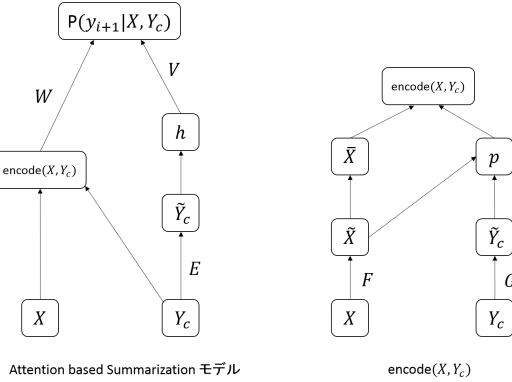 P(y_{i+1}|X, Y_c)
W
V
h
encode(X, Y_c)
Ỹ_c
E
X
Y_c
Attention based Summarization モデル
encode(X, Y_c)
X̄
p
X̃
Ỹ_c
F
G
X
Y_c
encode(X, Y_c)